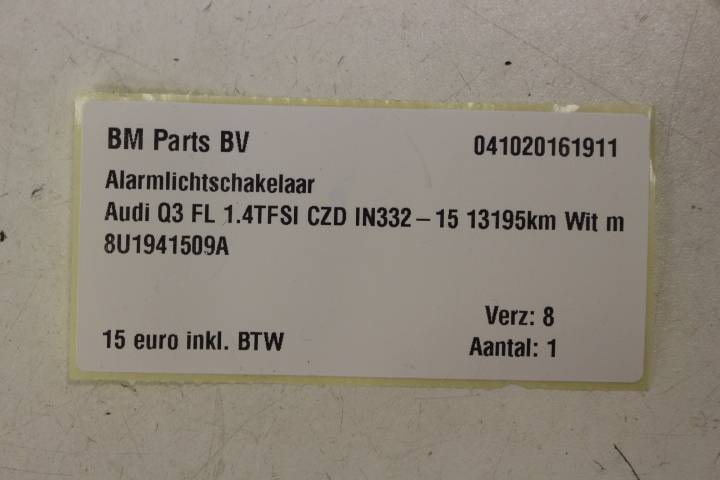 BM Parts BV 041020161911
Alarmlichtschakelaar
Audi Q3 FL 1.4TFSI CZD IN332-15 13195km Wit m
8U1941509A
Verz: 8
15 euro inkl. BTW Aantal: 1